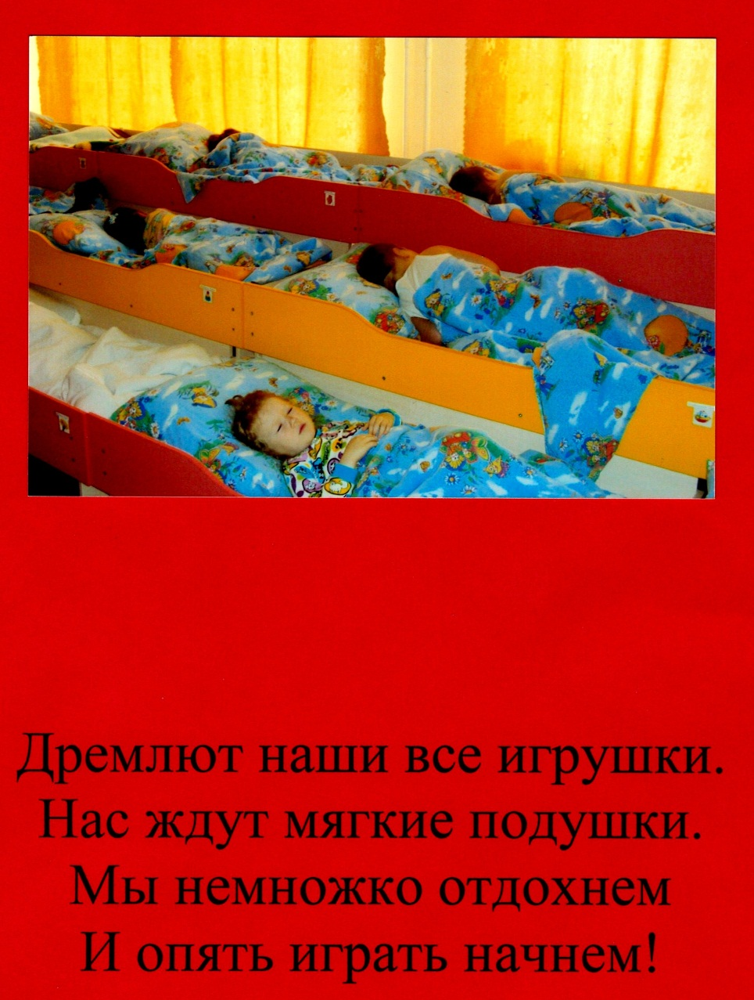 Дремлют наши все игрушки.
Нас ждут мягкие подушки.
Мы немножко отдохнем
И опять играть начнем!